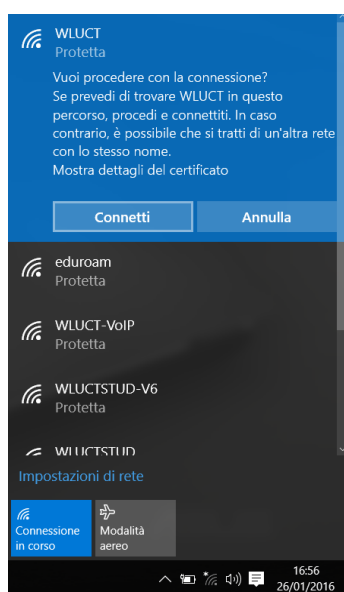 WLUCT
Protetta
Vuoi procedere con la connessione?
Se prevedi di trovare WLUCT in questo
percorso, procedi e connettiti. In caso
contrario, è possibile che si tratti di un'altra rete
con lo stesso nome.
Mostra dettagli del certificato
Connetti Annulla
eduroam
Protetta
WLUCT-VoIP
Protetta
WLUCTSTUD-V6
Protetta
WLUCTSTUD
Impostazioni di rete
Connessione
in corso
Modalità
aereo
16:56
26/01/2016